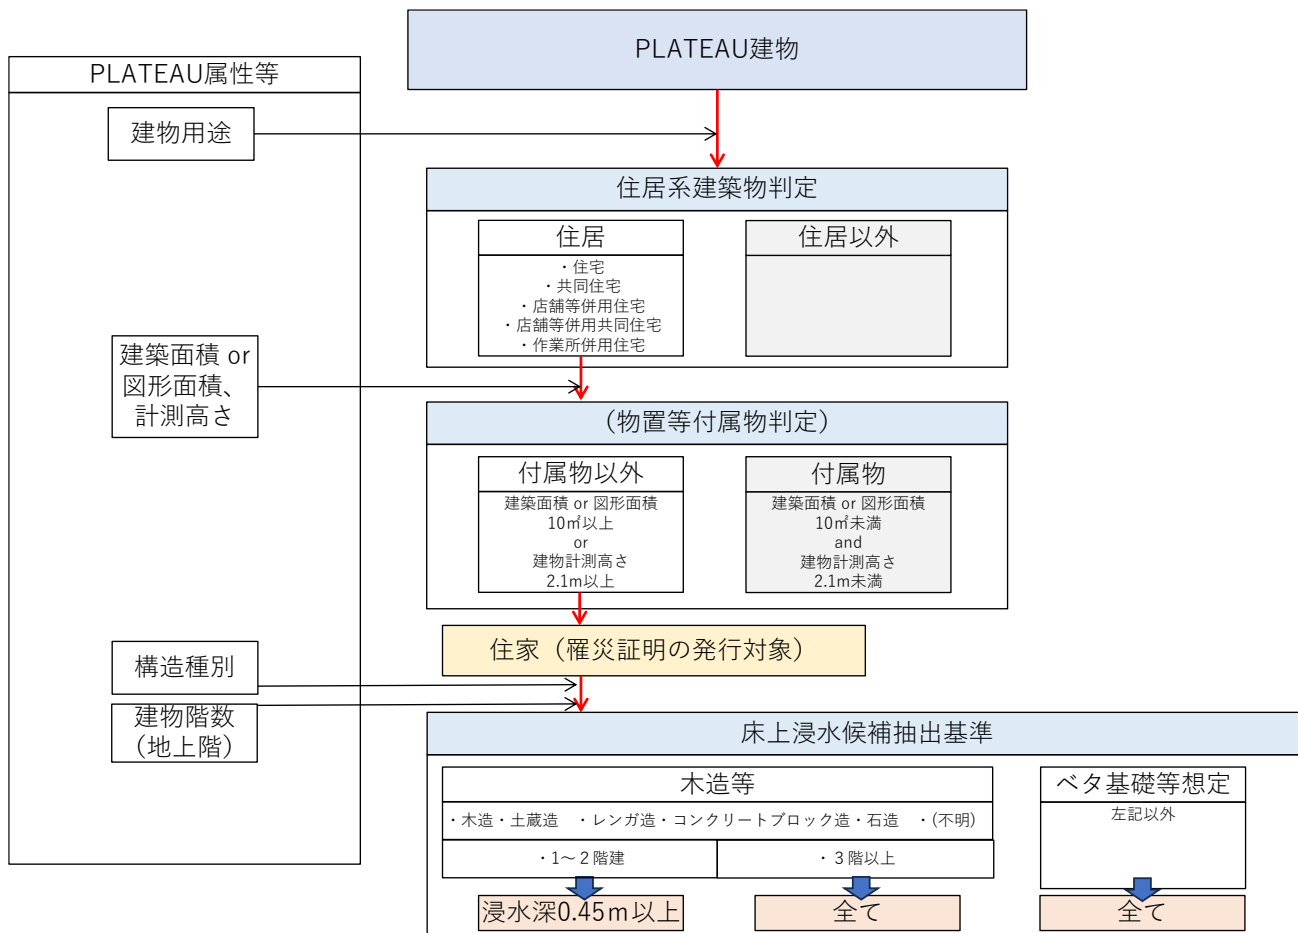 PLATEAU建物
PLATEAU属性等
建物用途
住居系建築物判定
住居
・住宅
・共同住宅
・店舗等併用住宅
・店舗等併用共同住宅
・作業所併用住宅
住居以外
建築面積 or
図形面積、
計測高さ
(物置等付属物判定)
付属物以外
建築面積 or 図形面積
10㎡以上
or
建物計測高さ
2.1m以上
付属物
建築面積 or 図形面積
10㎡未満
and
建物計測高さ
2.1m未満
住家（罹災証明の発行対象）
構造種別
建物階数
（地上階）
床上浸水候補抽出基準
木造等
・木造・土蔵造　・レンガ造・コンクリートブロック造・石造　・(不明)
・1～２階建
・３階以上
浸水深0.45m以上
全て
ベタ基礎等想定
左記以外
全て